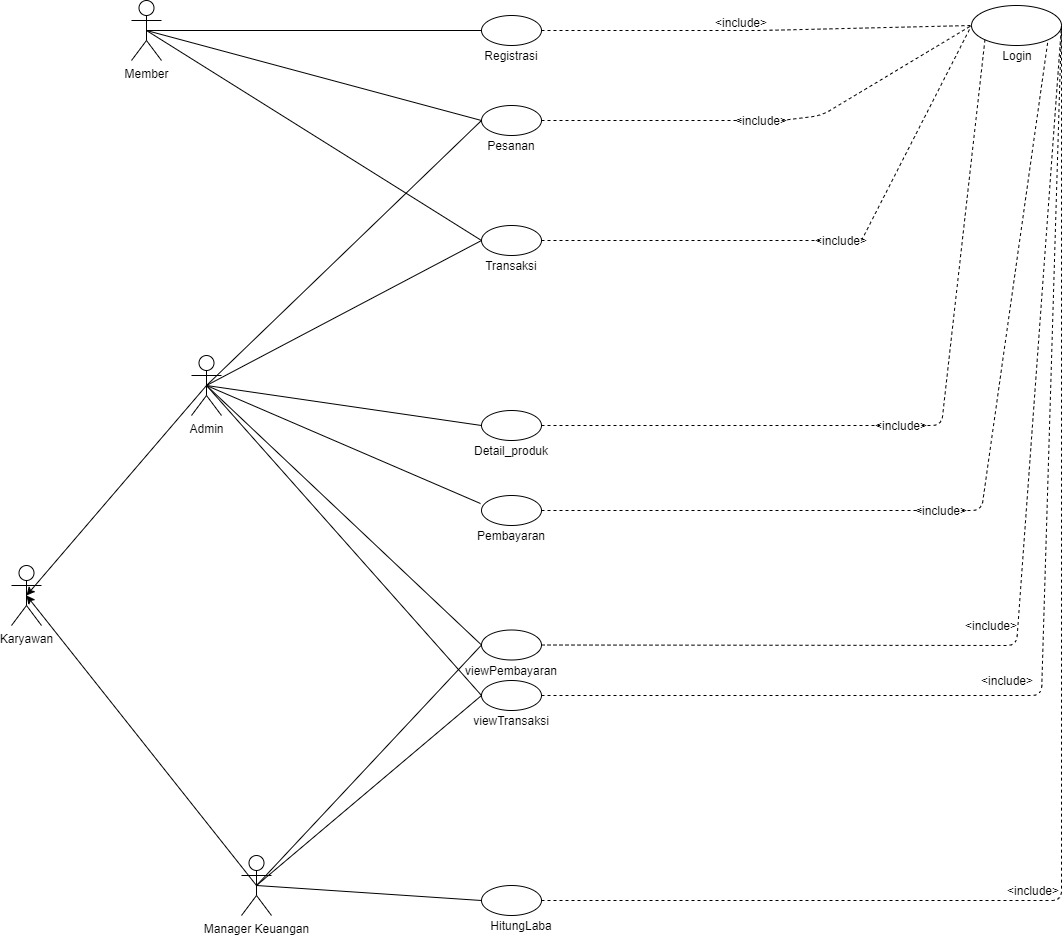 <include>
Registrasi
Login
Member
<include>
Pesanan
<include>
Transaksi
<include>
Admin
Detail_produk
<include>
Pembayaran
<include>
Karyawan
viewPembayaran
<include>
viewTransaksi
<include>
HitungLaba
Manager Keuangan